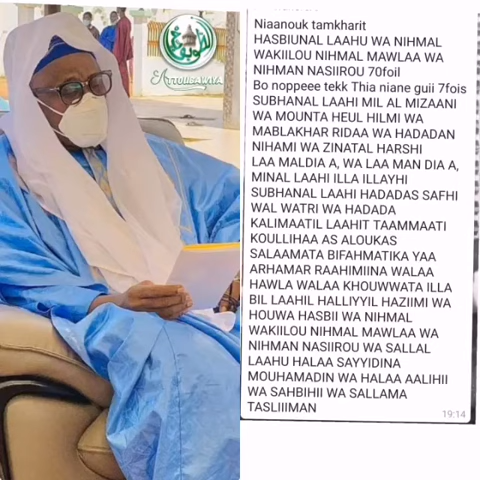 ATTOULAWIA
Niaanouk tamkharit
HASBIUNAL LAAHU WA NIHMAL
WAKIILOU NIHMAL MAWLAA WA
NIHMAN NASIIROU 70foil
Bo noppeee tekk Thia niane guii 7fois
SUBHANAL LAAHI MIL AL MIZAANI
WA MOUNTA HEUL HILMI WA
MABLAKHAR RIDAA WA HADADAN
NIHAMI WA ZINATAL HARSHI
LAA MALDIA A, WA LAA MAN DIA A,
MINAL LAAHI ILLA ILLAYHI
SUBHANAL LAAHI HADADAS SAFHI
WAL WATRI WA HADADA
KALIMAATIL LAAHIT TAAMMAATI
KOULLIHAA AS ALOUKAS
SALAAMATA BIFAHMATIKA YAA
ARHAMAR RAAHIMIINA WALAA
HAWLA WALAA KHOUWWATA ILLA
BIL LAAHIL HALLIYYIL HAZIIMI WA
HOUWA HASBII WA NIHMAL
WAKIILOU NIHMAL MAWLAA WA
NIHMAN NASIIROU WA SALLAL
LAAHU HALAA SAYYIDINA
MOUHAMADIN WA HALAA AALIHII
WA SAHBIHII WA SALLAMA
TASLIIIMAN
19:14